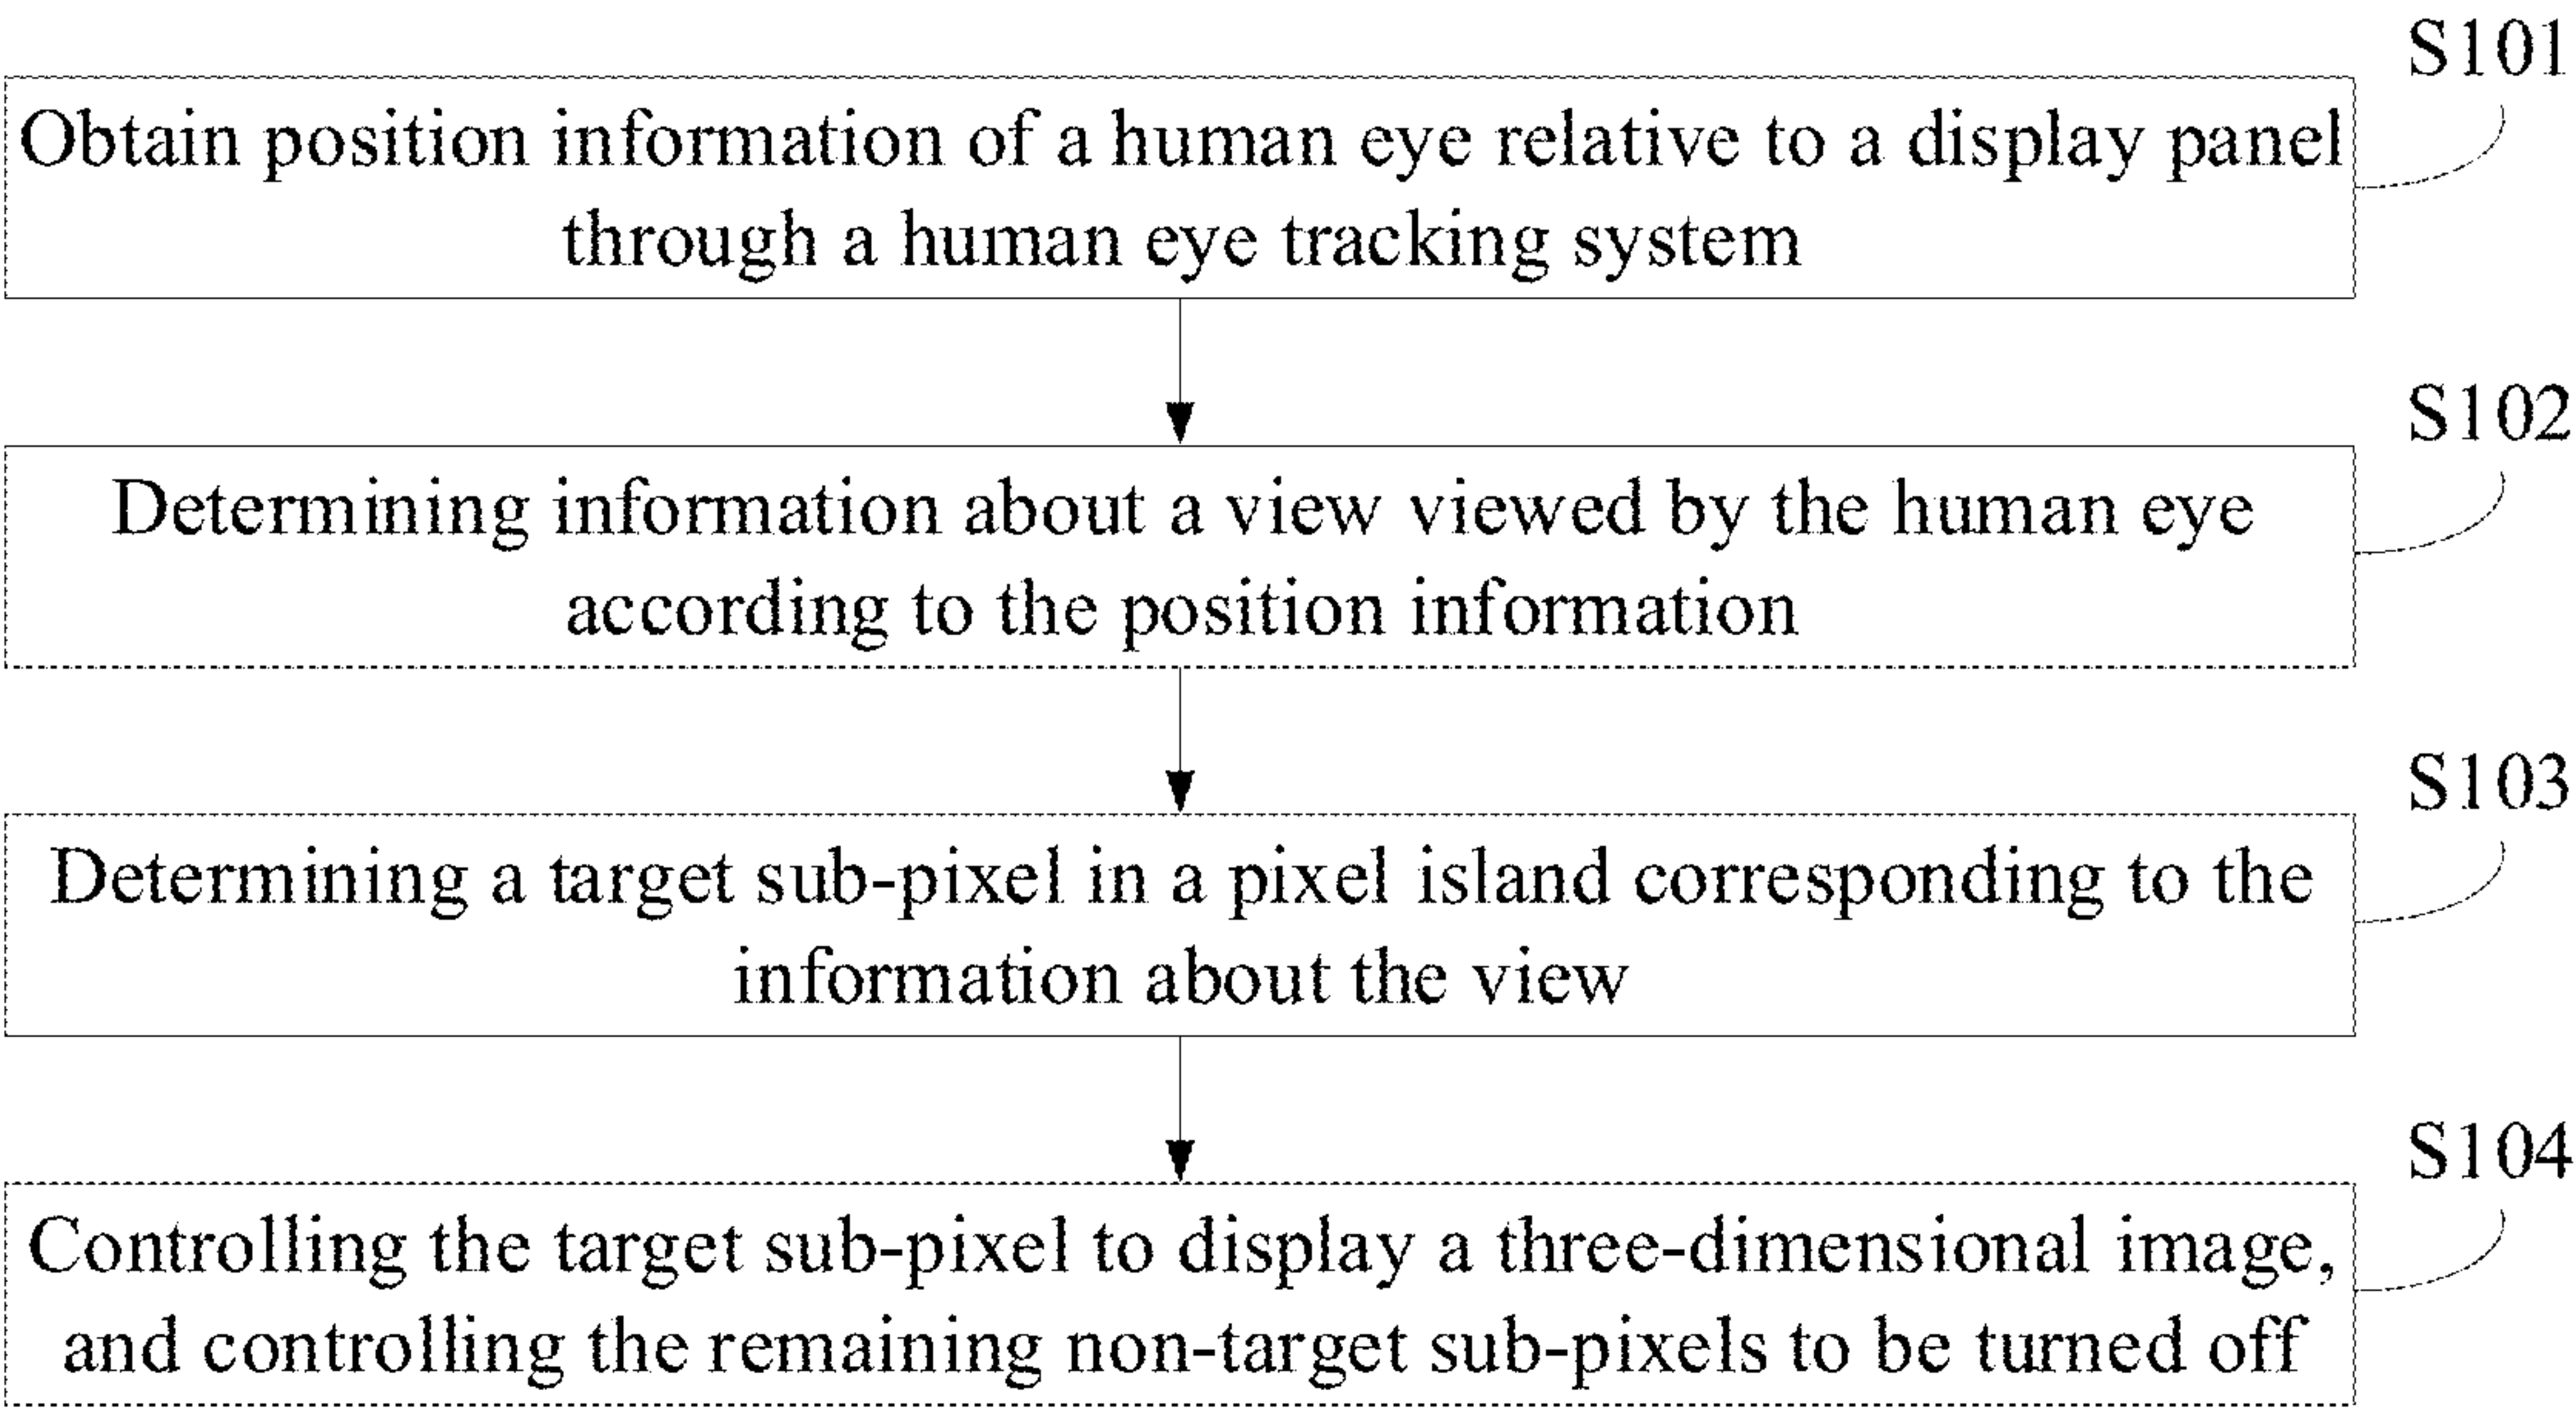 S101
Obtain position information of a human eye relative to a display panel
through a human eye tracking system
S102
Determining information about a view viewed by the human eye
according to the position information
S103
Determining a target sub-pixel in a pixel island corresponding to the
information about the view
S104
Controlling the target sub-pixel to display a three-dimensional image,
and controlling the remaining non-target sub-pixels to be turned off